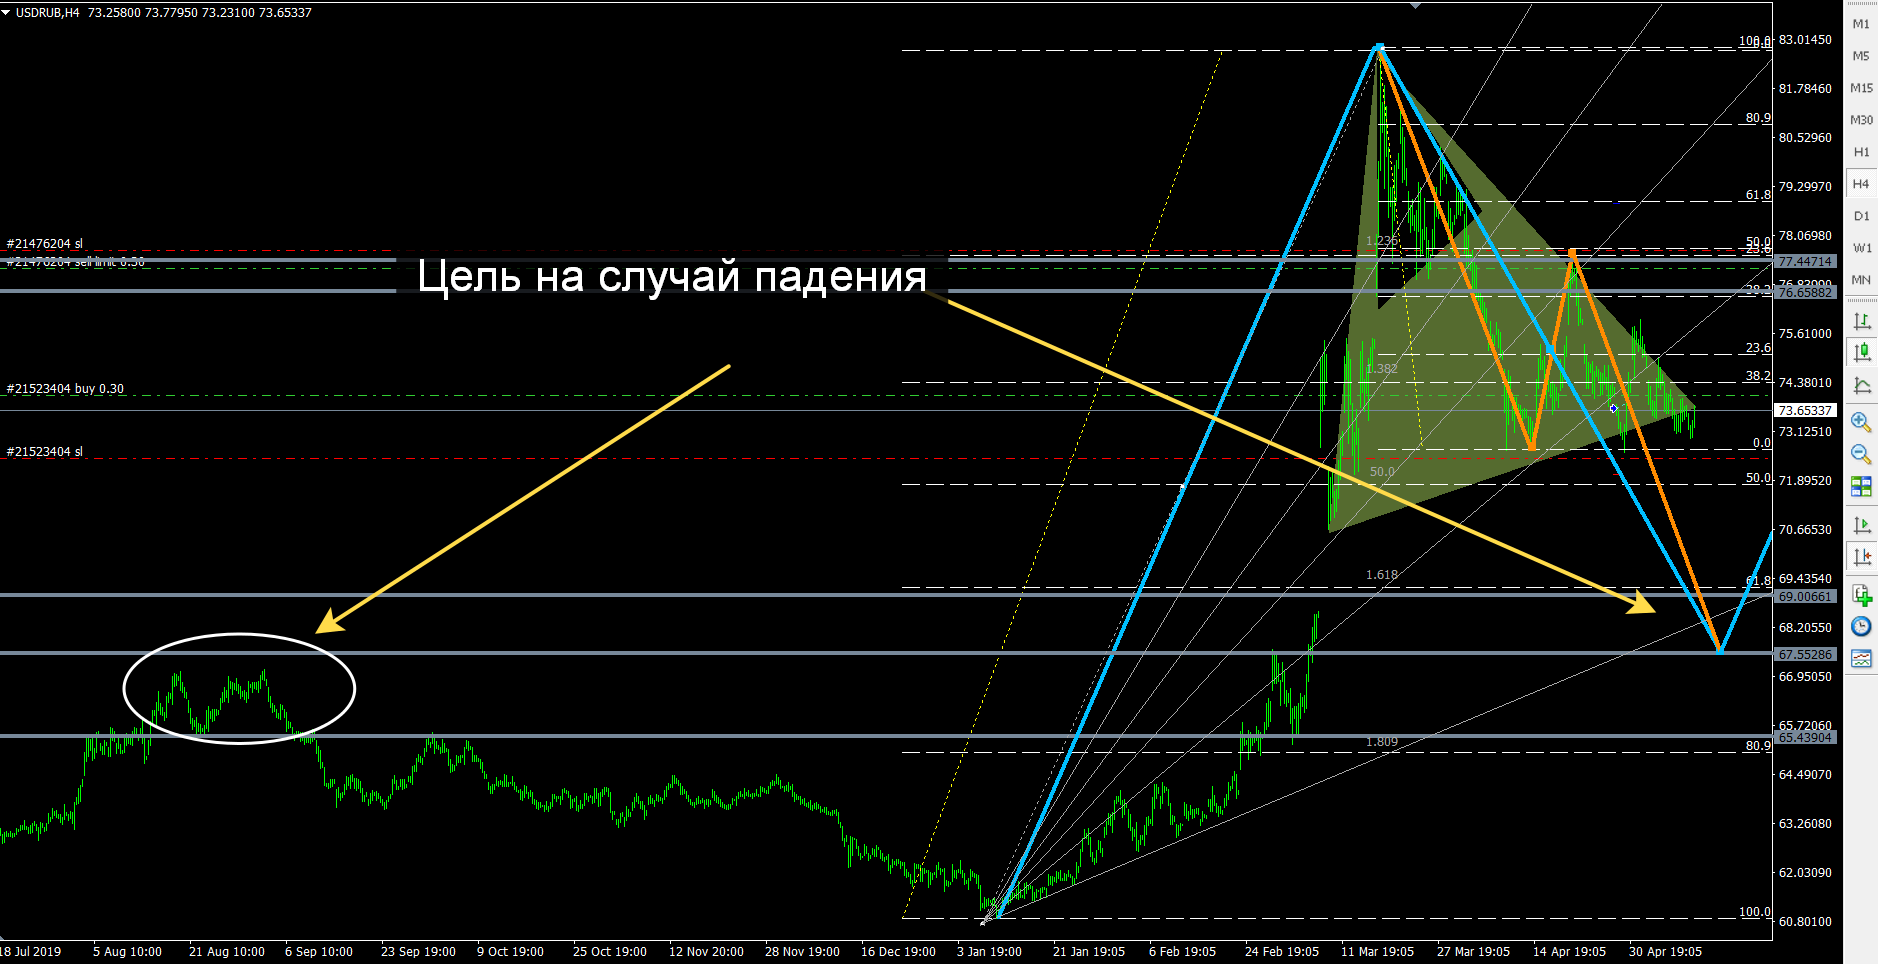 USDRUB,H4 73.25800 73.77950 73.23100 73.65337
M1
M5
M15
M30
H1
H4
D1
W1
MN
83.01450
81.78460
80.52960
79.29970
78.06980
77.44714
76.65882
75.61000
74.38010
73.65337
73.12510
71.89520
70.66530
69.43540
69.00661
68.20550
67.55286
66.95050
65.72060
65.43904
64.49070
63.26080
62.03090
60.80100
100.0
80.9
61.8
50.0
23.6
38.2
0.0
50.0
61.8
80.9
100.0
1.236
1.382
50.0
1.618
1.809
#21476204 sl
#21476204 sell limit 0.30
Цель на случай падения
#21523404 buy 0.30
#21523404 sl
18 Jul 2019
5 Aug 10:00
21 Aug 10:00
6 Sep 10:00
23 Sep 19:00
9 Oct 19:00
25 Oct 19:00
12 Nov 20:00
28 Nov 19:00
16 Dec 19:00
3 Jan 19:00
21 Jan 19:05
6 Feb 19:05
24 Feb 19:05
11 Mar 19:05
27 Mar 19:05
14 Apr 19:05
30 Apr 19:05